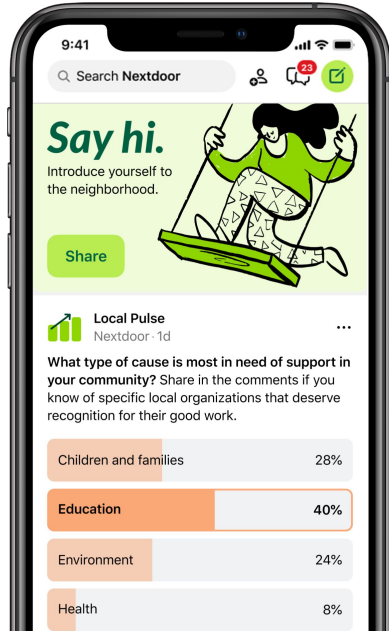 9:41
Search Nextdoor
23
Say hi.
Introduce yourself to
the neighborhood.
Share
Local Pulse
Nextdoor · 1d
What type of cause is most in need of support in
your community? Share in the comments if you
know of specific local organizations that deserve
recognition for their good work.
Children and families 28%
Education 40%
Environment 24%
Health 8%